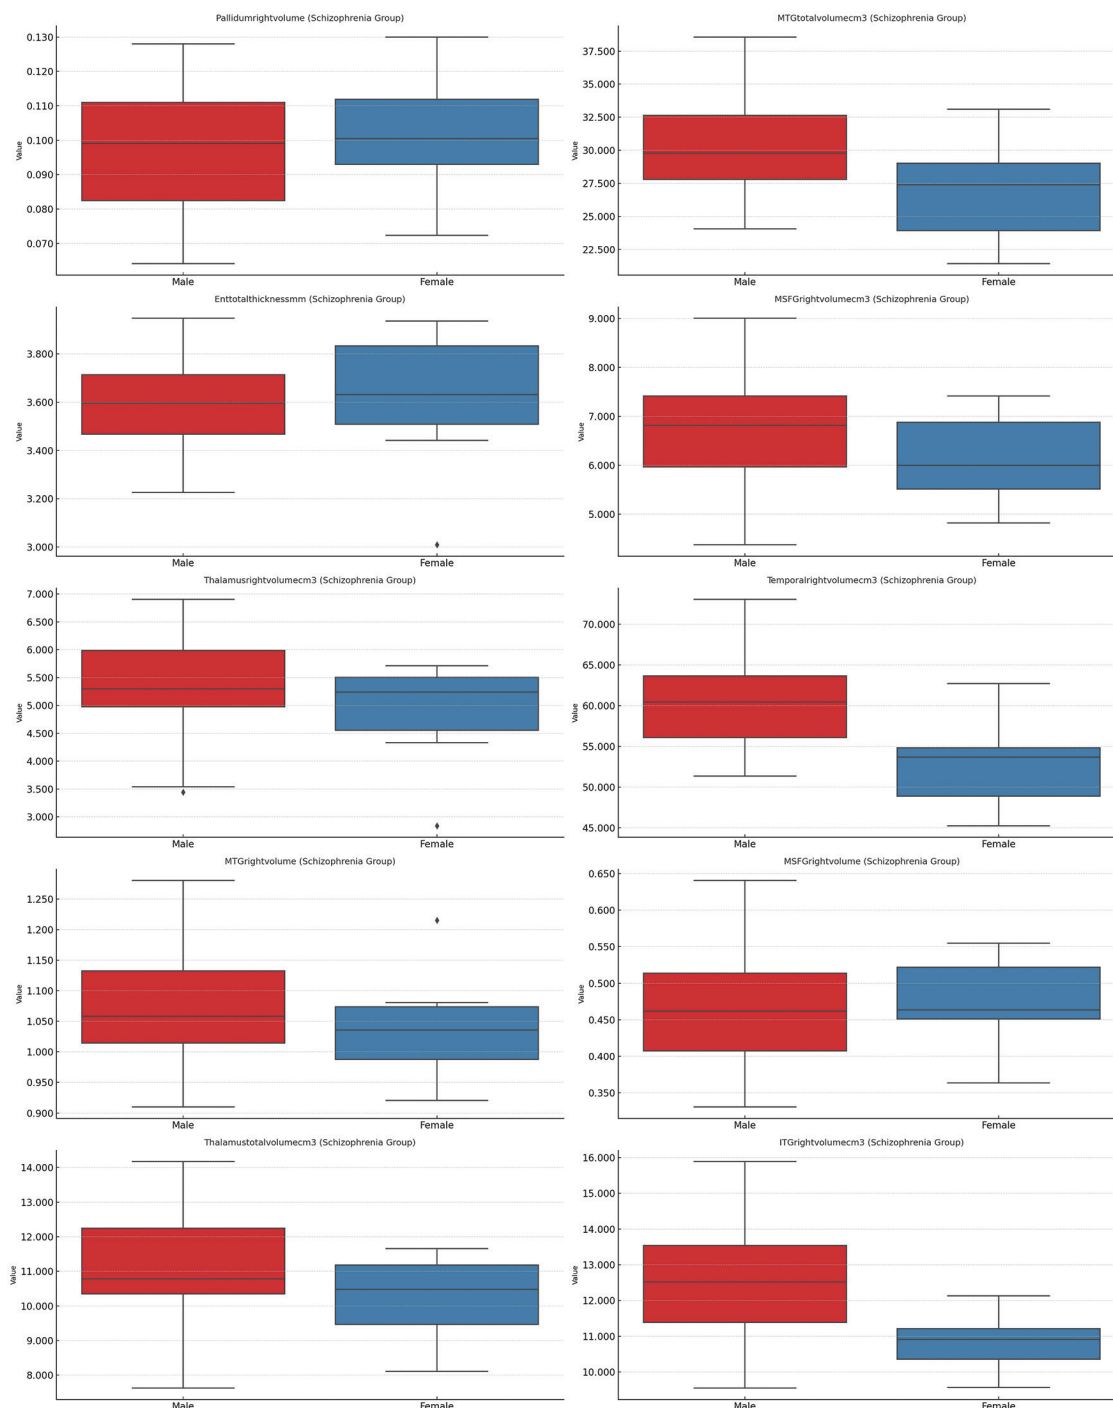 Pallidumrightvolume (Schizophrenia Group)
0.130
0.120
0.110
0.100
0.090
0.080
0.070
Value
Male
Female
MTGtotalvolumecm3 (Schizophrenia Group)
37.500
35.000
32.500
30.000
27.500
25.000
22.500
Value
Male
Female
Enttotalthicknessmm (Schizophrenia Group)
3.800
3.600
3.400
3.200
3.000
Value
Male
Female
MSFGrightvolumecm3 (Schizophrenia Group)
9.000
8.000
7.000
6.000
5.000
Value
Male
Female
Thalamusrightvolumecm3 (Schizophrenia Group)
7.000
6.500
6.000
5.500
5.000
4.500
4.000
3.500
3.000
Value
Male
Female
Temporalrightvolumecm3 (Schizophrenia Group)
70.000
65.000
60.000
55.000
50.000
45.000
Value
Male
Female
MTGrightvolume (Schizophrenia Group)
1.250
1.200
1.150
1.100
1.050
1.000
0.950
0.900
Value
Male
Female
MSFGrightvolume (Schizophrenia Group)
0.650
0.600
0.550
0.500
0.450
0.400
0.350
Value
Male
Female
Thalamustotalvolumecm3 (Schizophrenia Group)
14.000
13.000
12.000
11.000
10.000
9.000
8.000
Value
Male
Female
ITGrightvolumecm3 (Schizophrenia Group)
16.000
15.000
14.000
13.000
12.000
11.000
10.000
Value
Male
Female